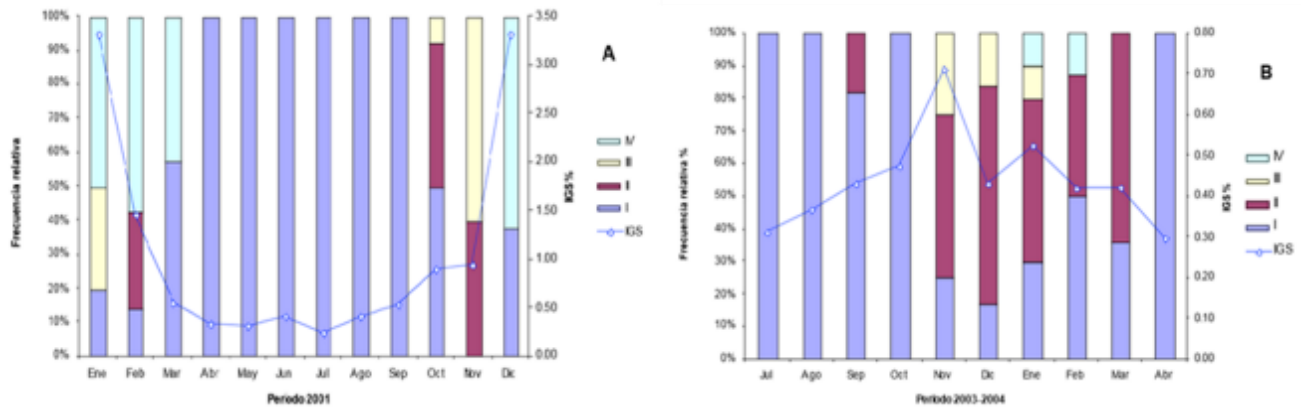 A
Frecuencia relativa
100%
90%
80%
70%
60%
50%
40%
30%
20%
10%
0%
3.50
3.00
2.50
2.00
1.50
1.00
0.50
0.00
IGS%
IV
III
II
I
IGS
Ene Feb Mar Abr May Jun Jul Ago Sep Oct Nov Dic
Periodo 2001
B
Frecuencia relativa %
100%
90%
80%
70%
60%
50%
40%
30%
20%
10%
0%
0.80
0.70
0.60
0.50
0.40
0.30
0.20
0.10
0.00
IGS%
IV
III
II
I
IGS
Jul Ago Sep Oct Nov Dic Ene Feb Mar Abr
Periodo 2003-2004